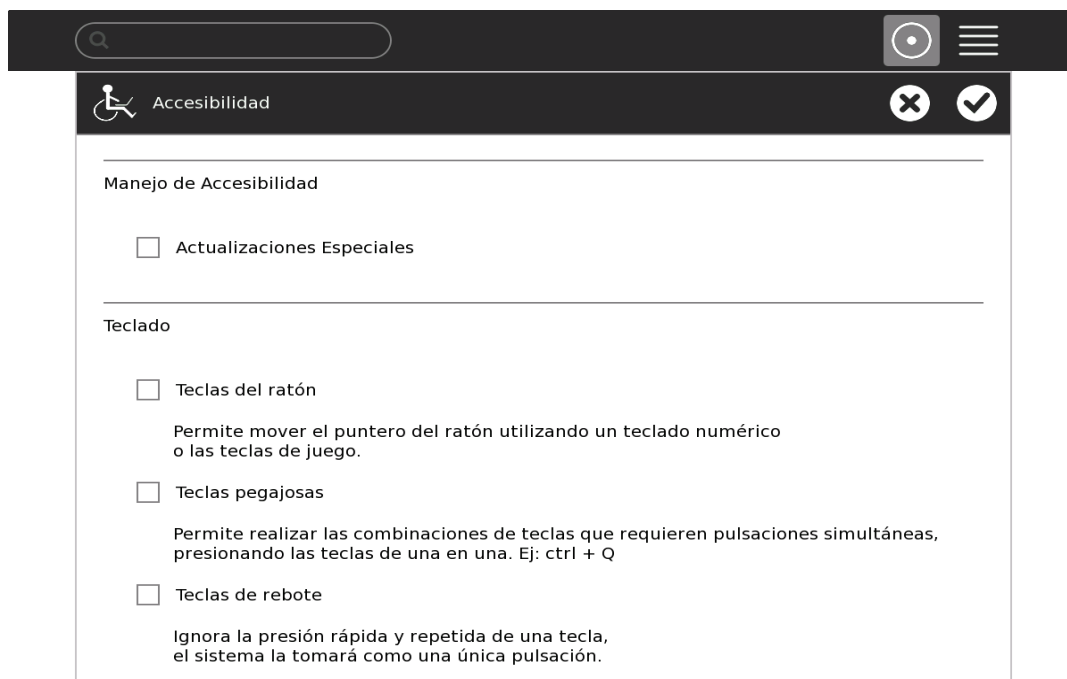 Accesibilidad
Manejo de Accesibilidad
Actualizaciones Especiales
Teclado
Teclas del ratón
Permite mover el puntero del ratón utilizando un teclado numérico
o las teclas de juego.
Teclas pegajosas
Permite realizar las combinaciones de teclas que requieren pulsaciones simultáneas,
presionando las teclas de una en una. Ej: ctrl + Q
Teclas de rebote
Ignora la presión rápida y repetida de una tecla,
el sistema la tomará como una única pulsación.